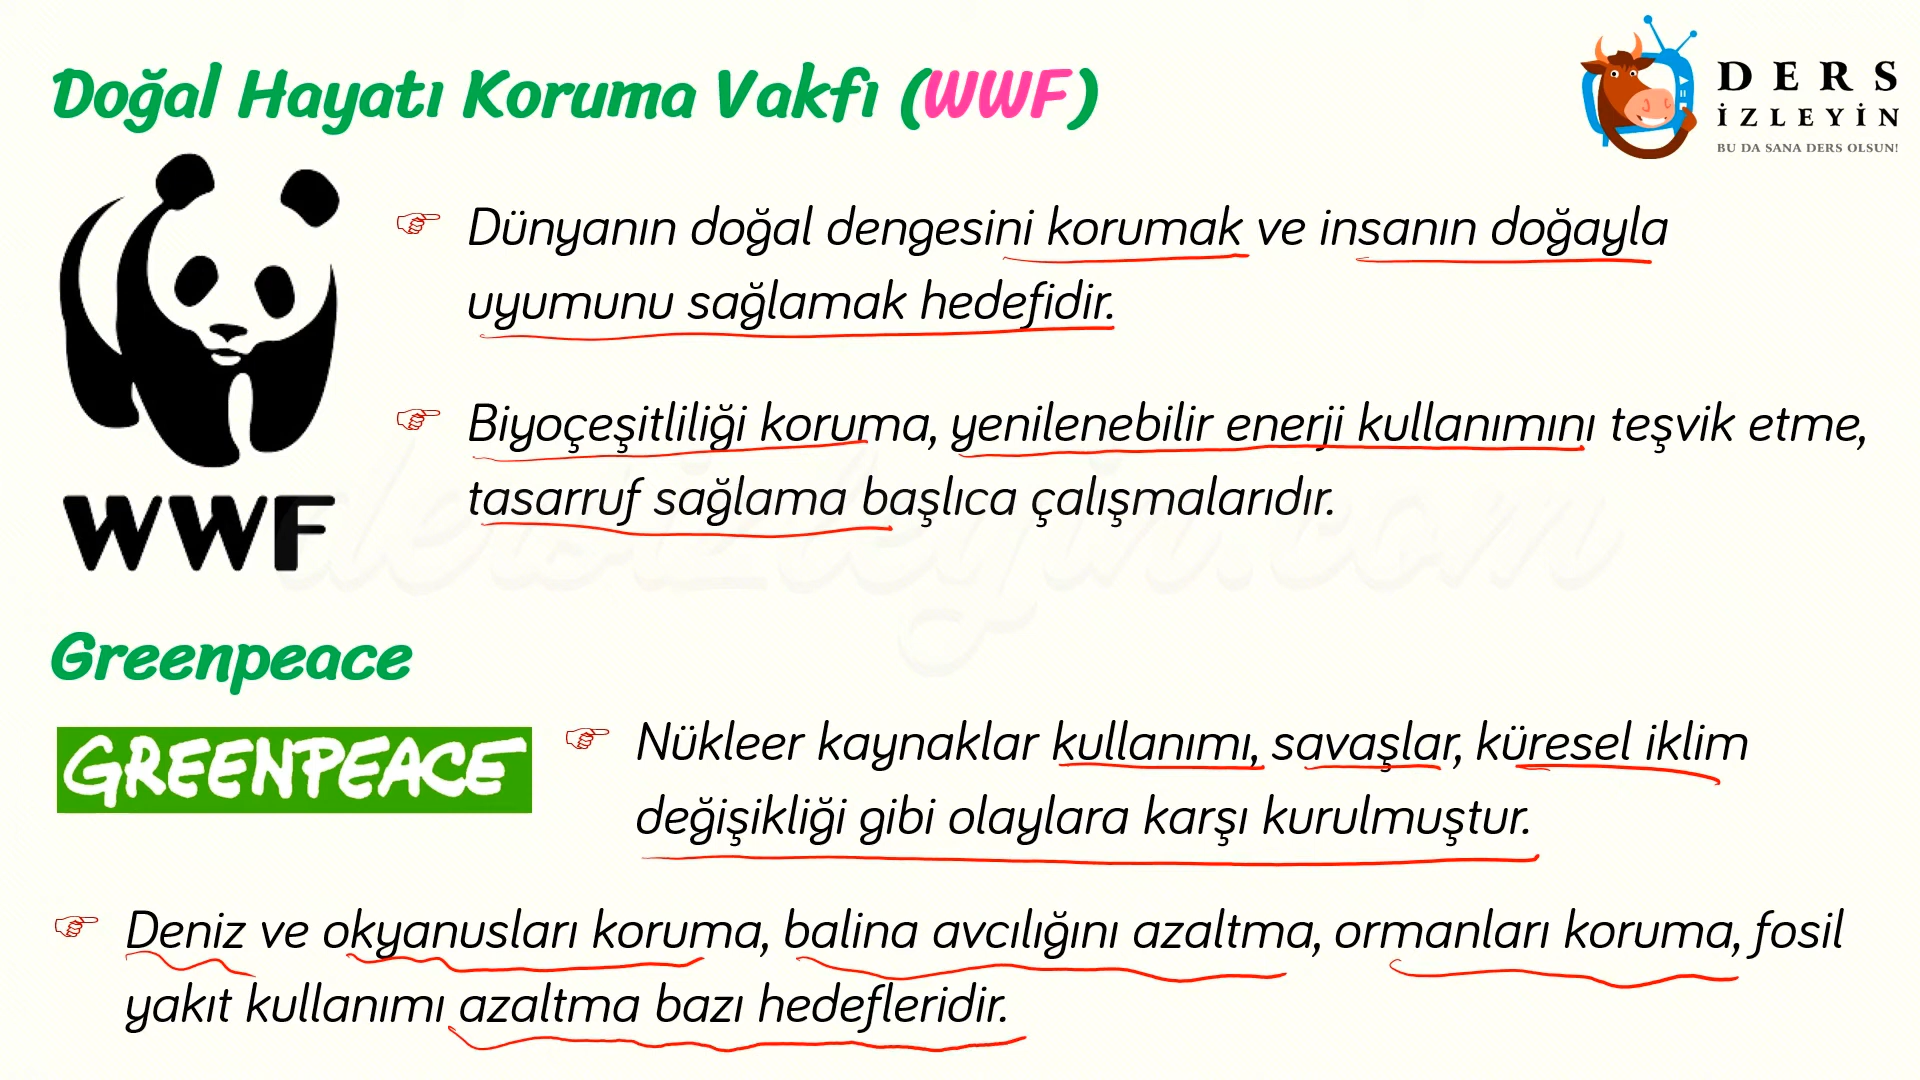 Doğal Hayatı Koruma Vakfı (WWF)
DERS
İZLEYİN
BU DA SANA DERS OLSUN!
Dünyanın doğal dengesini korumak ve insanın doğayla
uyumunu sağlamak hedefidir.
Biyoçeşitliliği koruma, yenilenebilir enerji kullanımını teşvik etme,
tasarruf sağlama başlıca çalışmalarıdır.
WWF
dersizleyin.com
Greenpeace
GREENPEACE
Nükleer kaynaklar kullanımı, savaşlar, küresel iklim
değişikliği gibi olaylara karşı kurulmuştur.
Deniz ve okyanusları koruma, balina avcılığını azaltma, ormanları koruma, fosil
yakıt kullanımı azaltma bazı hedefleridir.